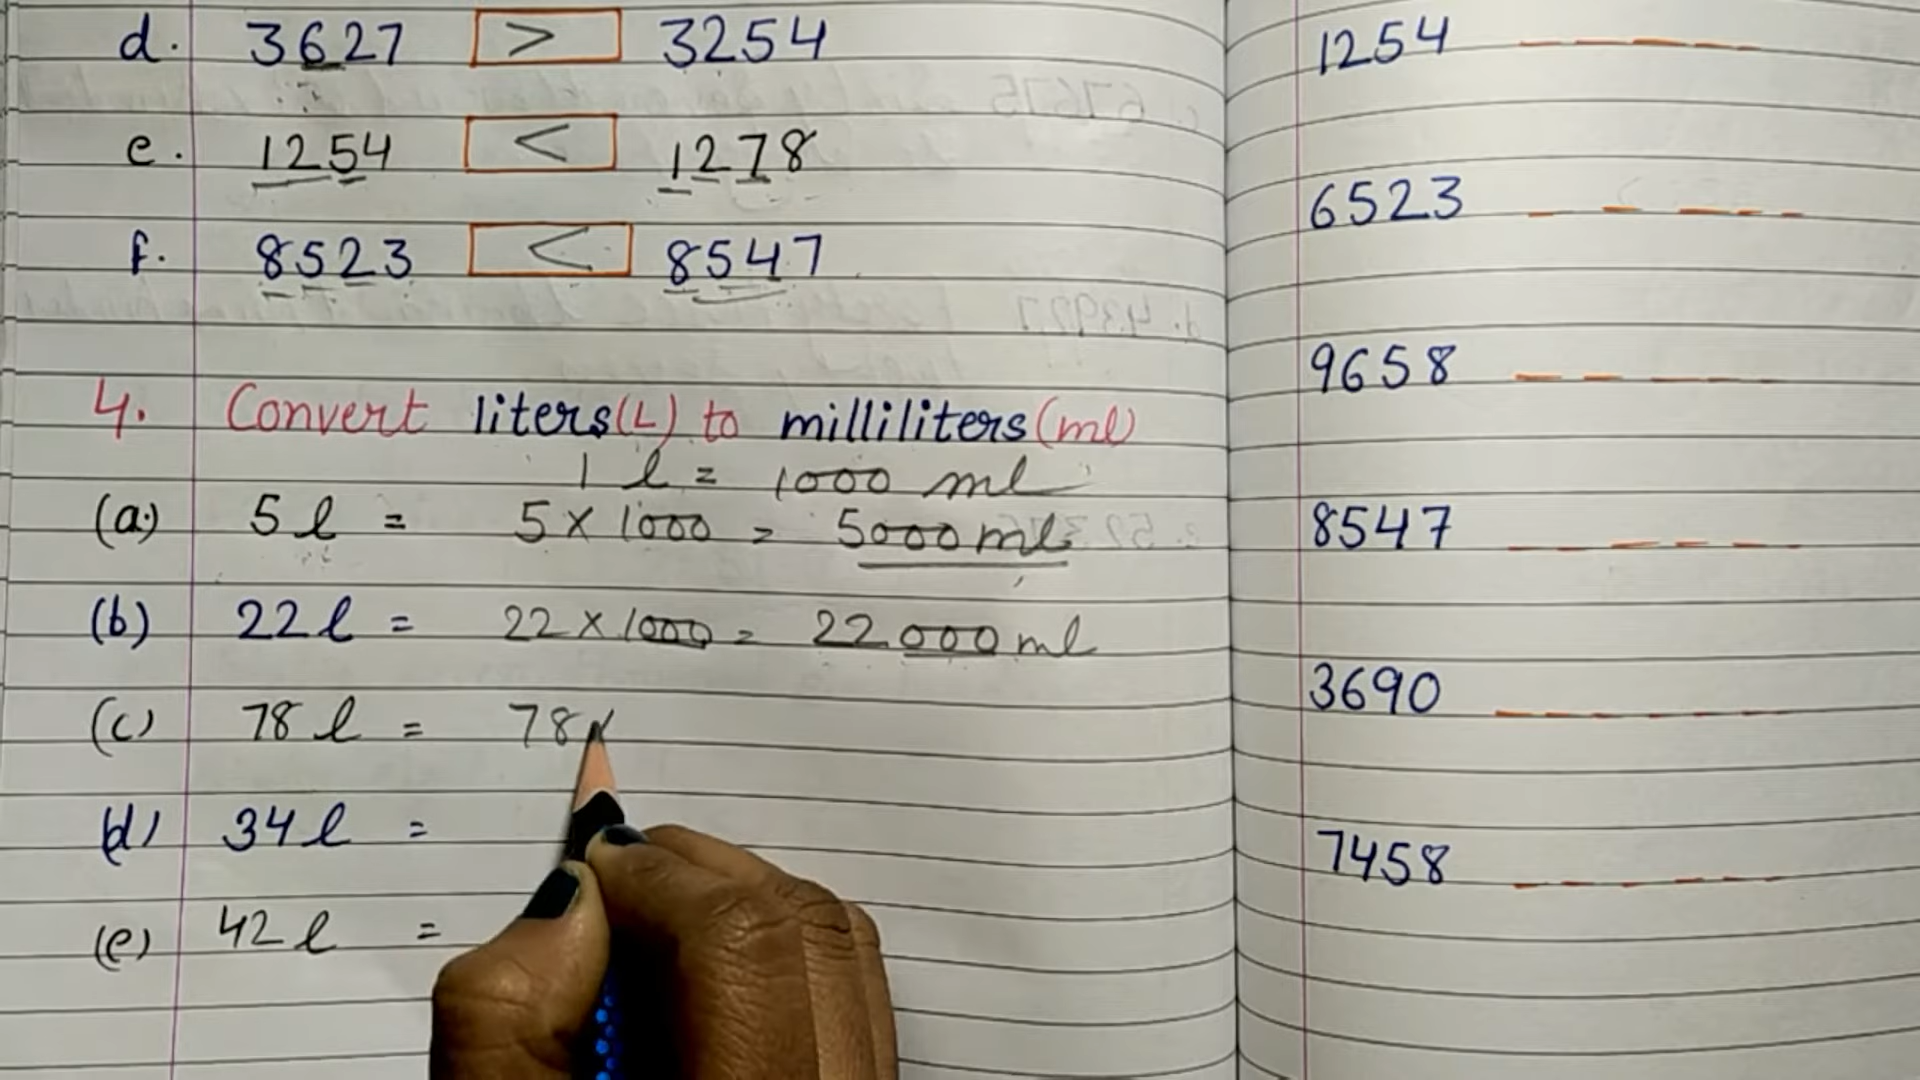 d. 3627 > 3254
e. 1254 < 1278
f. 8523 < 8547
4. Convert liters(L) to milliliters(ml)
1 l = 1000 ml
(a) 5 l = 5 x 1000 = 5000 ml
(b) 22 l = 22 x 1000 = 22000 ml
(c) 78 l = 78 x
(d) 34 l =
(e) 42 l =
1254
6523
9658
8547
3690
7458